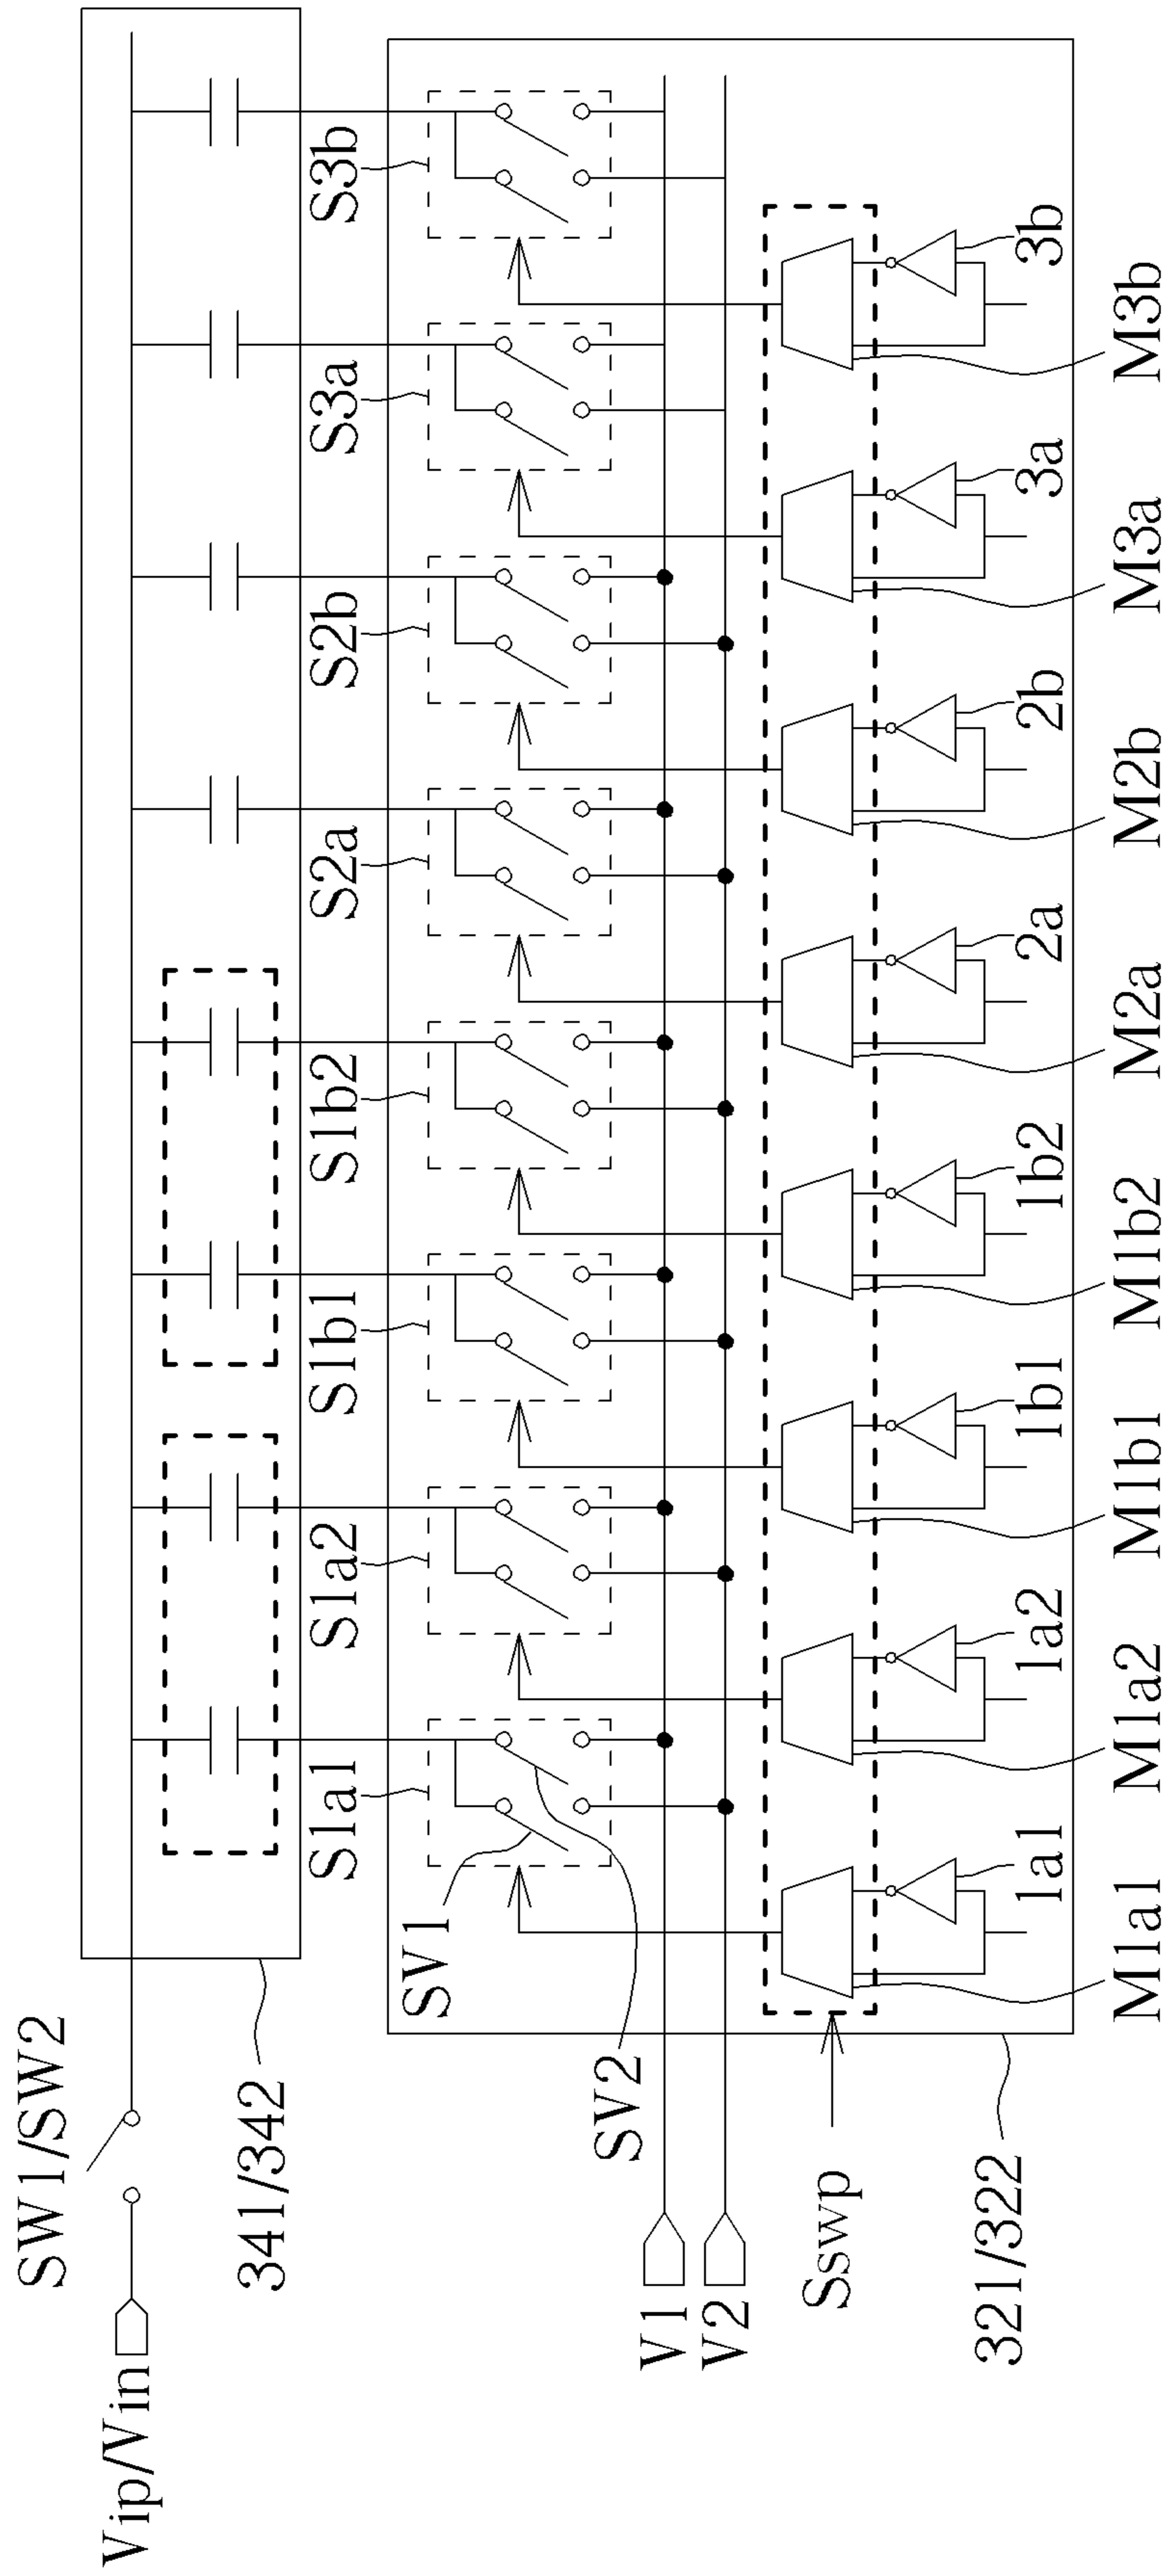 Vip/Vin
SW1/SW2
341/342
S1a1
S1a2
S1b1
S1b2
S2a
S2b
S3a
S3b
SV1
SV2
V1
V2
Sswp
321/322
1a1
1a2
1b1
1b2
2a
2b
3a
3b
M1a1
M1a2
M1b1
M1b2
M2a
M2b
M3a
M3b